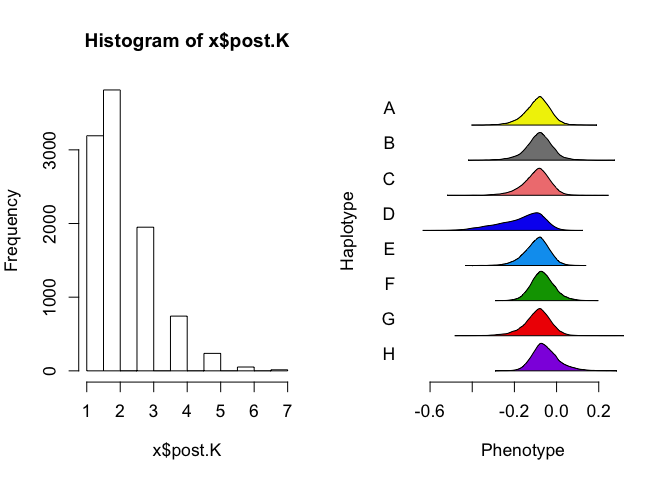 Histogram of x$post.K
Frequency
0 1000 2000 3000
1 2 3 4 5 6 7
x$post.K
Haplotype
A
B
C
D
E
F
G
H
-0.6 -0.2 0.0 0.2
Phenotype